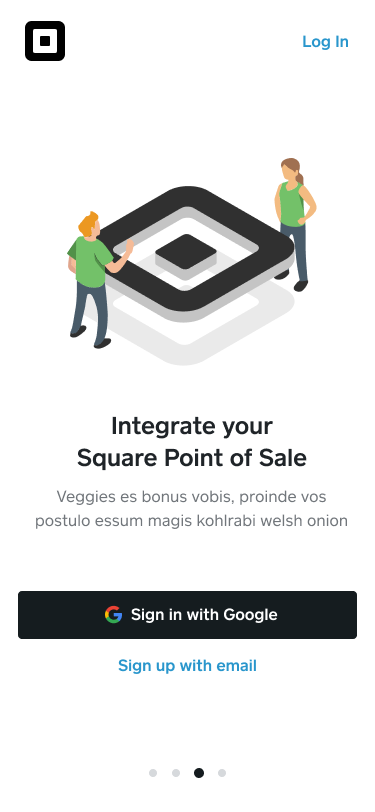 Log In
Integrate your
Square Point of Sale
Veggies es bonus vobis, proinde vos
postulo essum magis kohlrabi welsh onion
Sign in with Google
Sign up with email